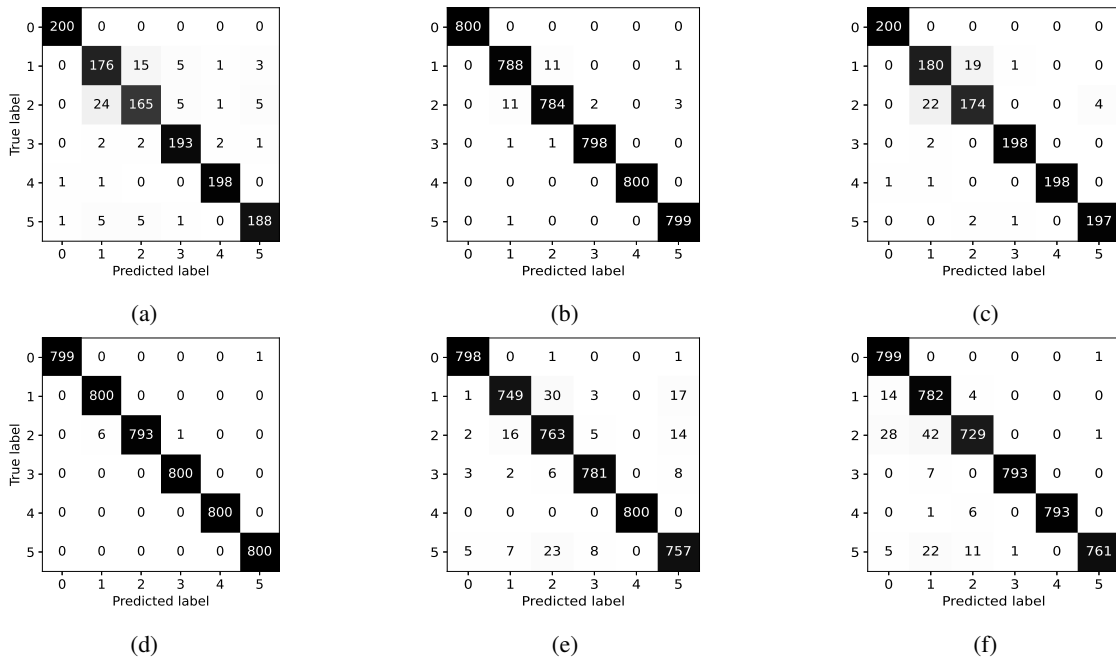 0 200 0 0 0 0 0
1 0 176 15 5 1 3
2 0 24 165 5 1 5
True label
3 0 2 2 193 2 1
4 1 1 0 0 198 0
5 1 5 5 1 0 188
0 1 2 3 4 5
Predicted label
(a)
0 800 0 0 0 0 0
1 0 788 11 0 0 1
2 0 11 784 2 0 3
3 0 1 1 798 0 0
4 0 0 0 0 800 0
5 0 1 0 0 0 799
0 1 2 3 4 5
Predicted label
(b)
0 200 0 0 0 0 0
1 0 180 19 1 0 0
2 0 22 174 0 0 4
3 0 2 0 198 0 0
4 1 1 0 0 198 0
5 0 0 2 1 0 197
0 1 2 3 4 5
Predicted label
(c)
0 799 0 0 0 0 1
1 0 800 0 0 0 0
2 0 6 793 1 0 0
True label
3 0 0 0 800 0 0
4 0 0 0 0 800 0
5 0 0 0 0 0 800
0 1 2 3 4 5
Predicted label
(d)
0 798 0 1 0 0 1
1 1 749 30 3 0 17
2 2 16 763 5 0 14
3 3 2 6 781 0 8
4 0 0 0 0 800 0
5 5 7 23 8 0 757
0 1 2 3 4 5
Predicted label
(e)
0 799 0 0 0 0 1
1 14 782 4 0 0 0
2 28 42 729 0 0 1
3 0 7 0 793 0 0
4 0 1 6 0 793 0
5 5 22 11 1 0 761
0 1 2 3 4 5
Predicted label
(f)